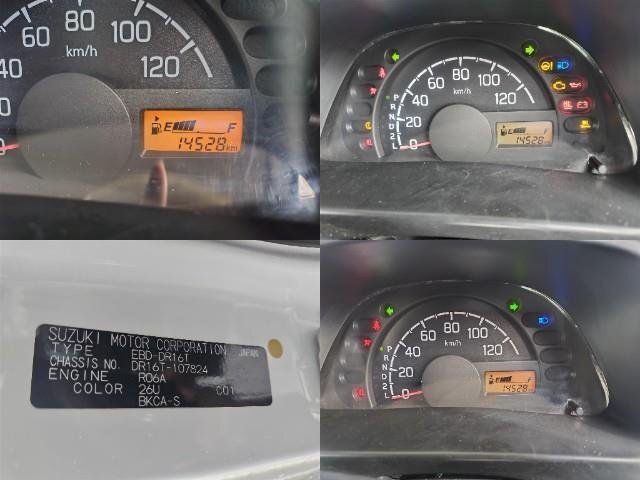 40 60 80 100 120
km/h
0
E F
14528 km
P
R
N
D
2
L
0 20 40 60 80 100 120
km/h
E F
14528
SUZUKI MOTOR CORPORATION JAPAN
TYPE EBD-DR16T
CHASSIS NO. DR16T-107824
ENGINE R06A
COLOR 26U C01
BKCA-S
P
R
N
D
2
L
0 20 40 60 80 100 120
km/h
E F
14528